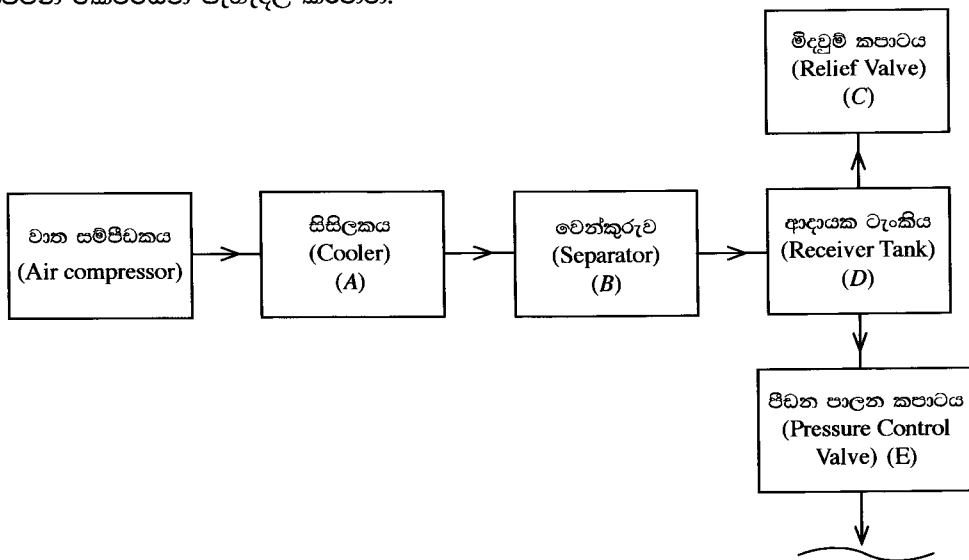 මිදවුම් කපාටය
(Relief Valve)
(C)
වාත සම්පීඩකය
(Air compressor)
සිසිලකය
(Cooler)
(A)
වෙන්කුරුව
(Separator)
(B)
ආදායක ටැංකිය
(Receiver Tank)
(D)
පීඩන පාලන කපාටය
(Pressure Control
Valve) (E)